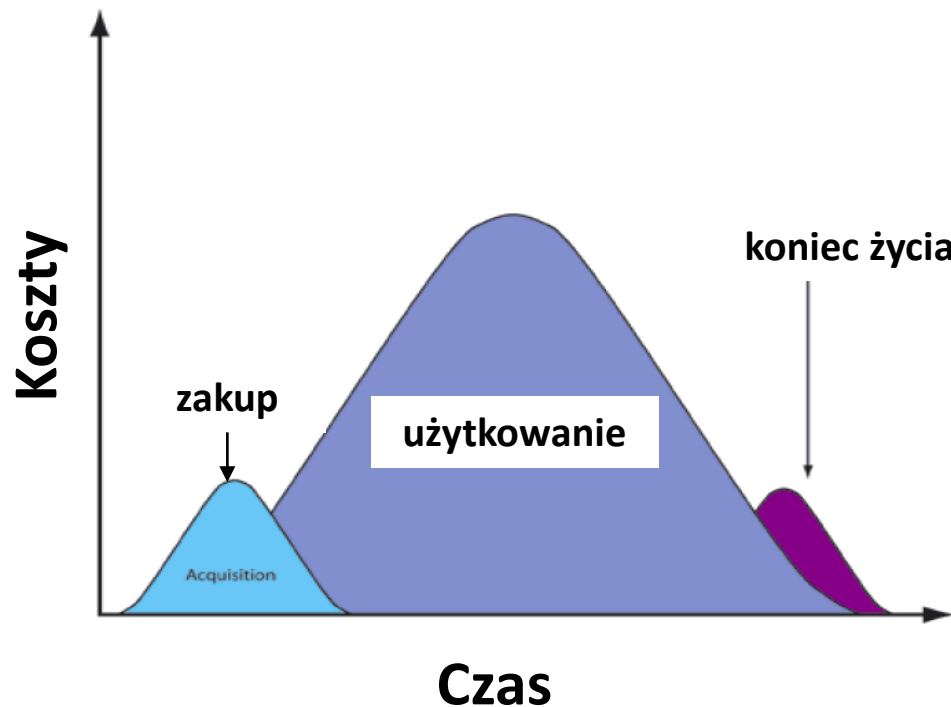 Koszty
koniec życia
zakup
użytkowanie
Acquisition
Czas